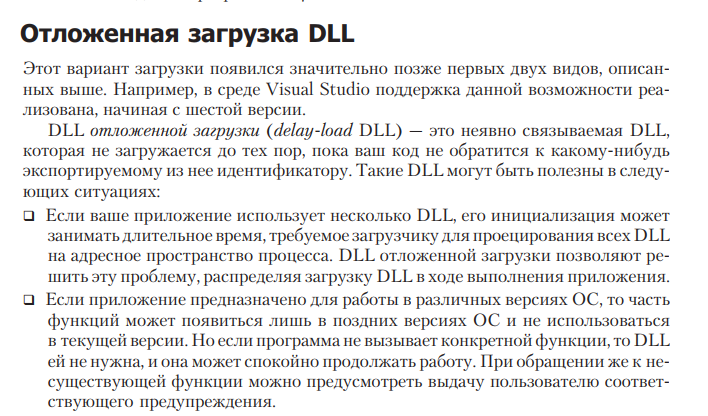 Отложенная загрузка DLL
Этот вариант загрузки появился значительно позже первых двух видов, описан-
ных выше. Например, в среде Visual Studio поддержка данной возможности реа-
лизована, начиная с шестой версии.
DLL отложенной загрузки (delay-load DLL) — это неявно связываемая DLL,
которая не загружается до тех пор, пока ваш код не обратится к какому-нибудь
экспортируемому из нее идентификатору. Такие DLL могут быть полезны в следу-
ющих ситуациях:
❑ Если ваше приложение использует несколько DLL, его инициализация может
занимать длительное время, требуемое загрузчику для проецирования всех DLL
на адресное пространство процесса. DLL отложенной загрузки позволяют ре-
шить эту проблему, распределяя загрузку DLL в ходе выполнения приложения.
❑ Если приложение предназначено для работы в различных версиях ОС, то часть
функций может появиться лишь в поздних версиях ОС и не использоваться
в текущей версии. Но если программа не вызывает конкретной функции, то DLL
ей не нужна, и она может спокойно продолжать работу. При обращении же к не-
существующей функции можно предусмотреть выдачу пользователю соответ-
ствующего предупреждения.